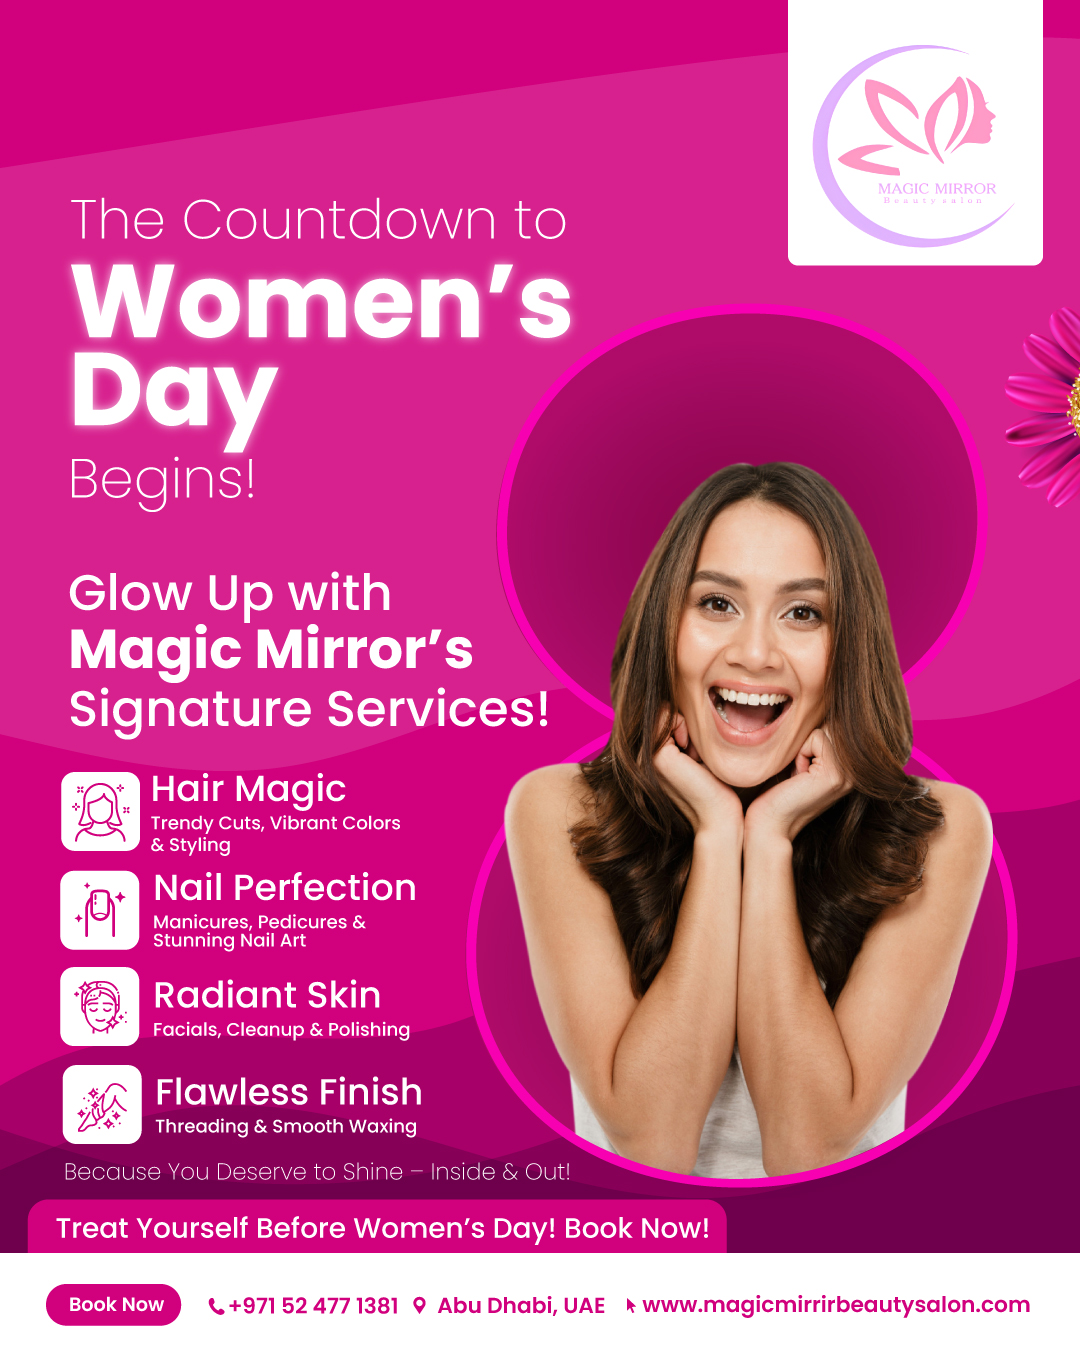 MAGIC MIRROR
Beauty salon
The Countdown to
Women's
Day
Begins!
Glow Up with
Magic Mirror's
Signature Services!
Hair Magic
Trendy Cuts, Vibrant Colors
& Styling
Nail Perfection
Manicures, Pedicures &
Stunning Nail Art
Radiant Skin
Facials, Cleanup & Polishing
Flawless Finish
Threading & Smooth Waxing
Because You Deserve to Shine – Inside & Out!
Treat Yourself Before Women's Day! Book Now!
Book Now +971 52 477 1381 Abu Dhabi, UAE www.magicmirrirbeautysalon.com